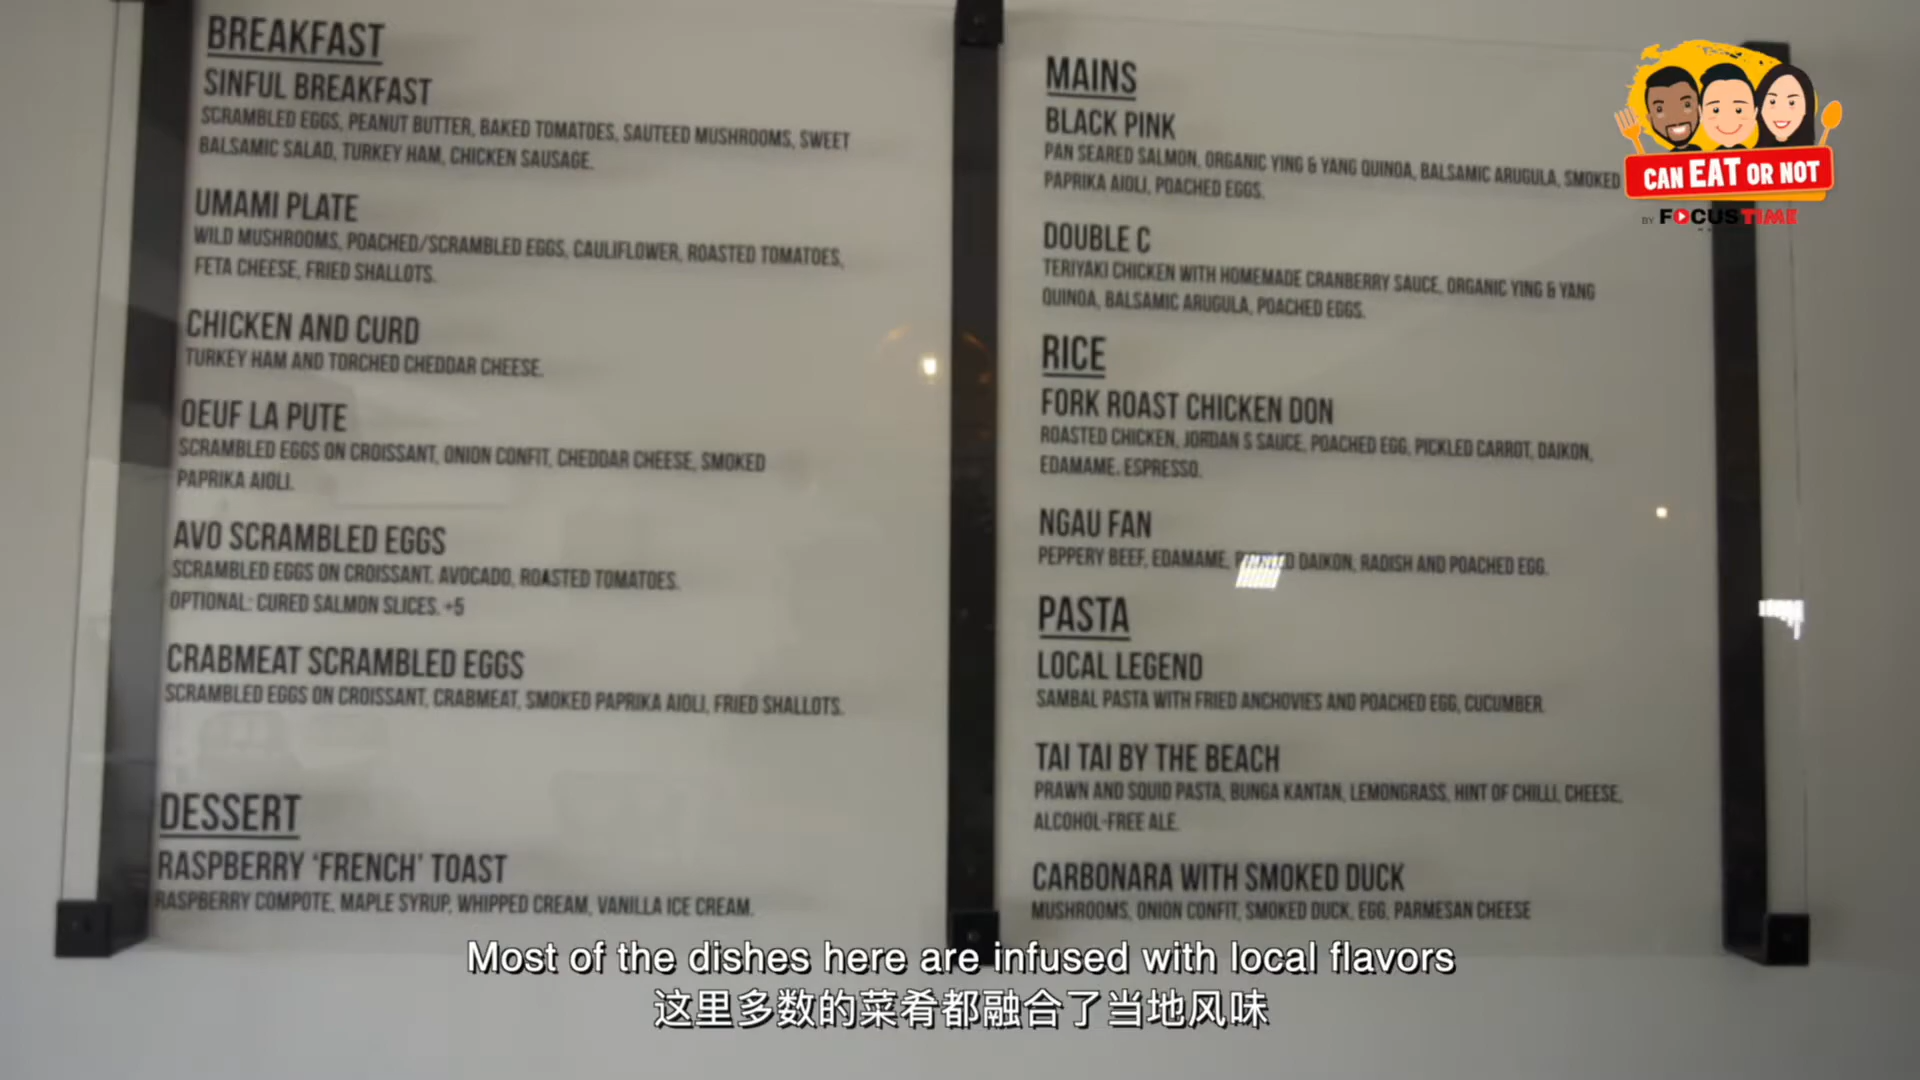 BREAKFAST
SINFUL BREAKFAST
SCRAMBLED EGGS, PEANUT BUTTER, BAKED TOMATOES, SAUTEED MUSHROOMS, SWEET
BALSAMIC SALAD, TURKEY HAM, CHICKEN SAUSAGE.
UMAMI PLATE
WILD MUSHROOMS, POACHED/SCRAMBLED EGGS, CAULIFLOWER, ROASTED TOMATOES,
FETA CHEESE, FRIED SHALLOTS.
CHICKEN AND CURD
TURKEY HAM AND TORCHED CHEDDAR CHEESE.
OEUF LA PUTE
SCRAMBLED EGGS ON CROISSANT, ONION CONFIT, CHEDDAR CHEESE, SMOKED
PAPRIKA AIOLI.
AVO SCRAMBLED EGGS
SCRAMBLED EGGS ON CROISSANT. AVOCADO, ROASTED TOMATOES.
OPTIONAL: CURED SALMON SLICES. +5
CRABMEAT SCRAMBLED EGGS
SCRAMBLED EGGS ON CROISSANT, CRABMEAT, SMOKED PAPRIKA AIOLI, FRIED SHALLOTS.
DESSERT
RASPBERRY ‘FRENCH’ TOAST
RASPBERRY COMPOTE, MAPLE SYRUP, WHIPPED CREAM, VANILLA ICE CREAM.
MAINS
BLACK PINK
PAN SEARED SALMON, ORGANIC YING & YANG QUINOA, BALSAMIC ARUGULA, SMOKED
PAPRIKA AIOLI, POACHED EGGS.
DOUBLE C
TERIYAKI CHICKEN WITH HOMEMADE CRANBERRY SAUCE, ORGANIC YING & YANG
QUINOA, BALSAMIC ARUGULA, POACHED EGGS.
RICE
FORK ROAST CHICKEN DON
ROASTED CHICKEN, JORDAN S SAUCE, POACHED EGG, PICKLED CARROT, DAIKON,
EDAMAME. ESPRESSO.
NGAU FAN
PEPPERY BEEF, EDAMAME, DAIKON, RADISH AND POACHED EGG.
PASTA
LOCAL LEGEND
SAMBAL PASTA WITH FRIED ANCHOVIES AND POACHED EGG, CUCUMBER.
TAI TAI BY THE BEACH
PRAWN AND SQUID PASTA, BUNGA KANTAN, LEMONGRASS, HINT OF CHILLI, CHEESE,
ALCOHOL-FREE ALE.
CARBONARA WITH SMOKED DUCK
MUSHROOMS, ONION CONFIT, SMOKED DUCK, EGG, PARMESAN CHEESE
CAN EAT OR NOT
BY FOCUSTIME
Most of the dishes here are infused with local flavors
这里多数的菜肴都融合了当地风味